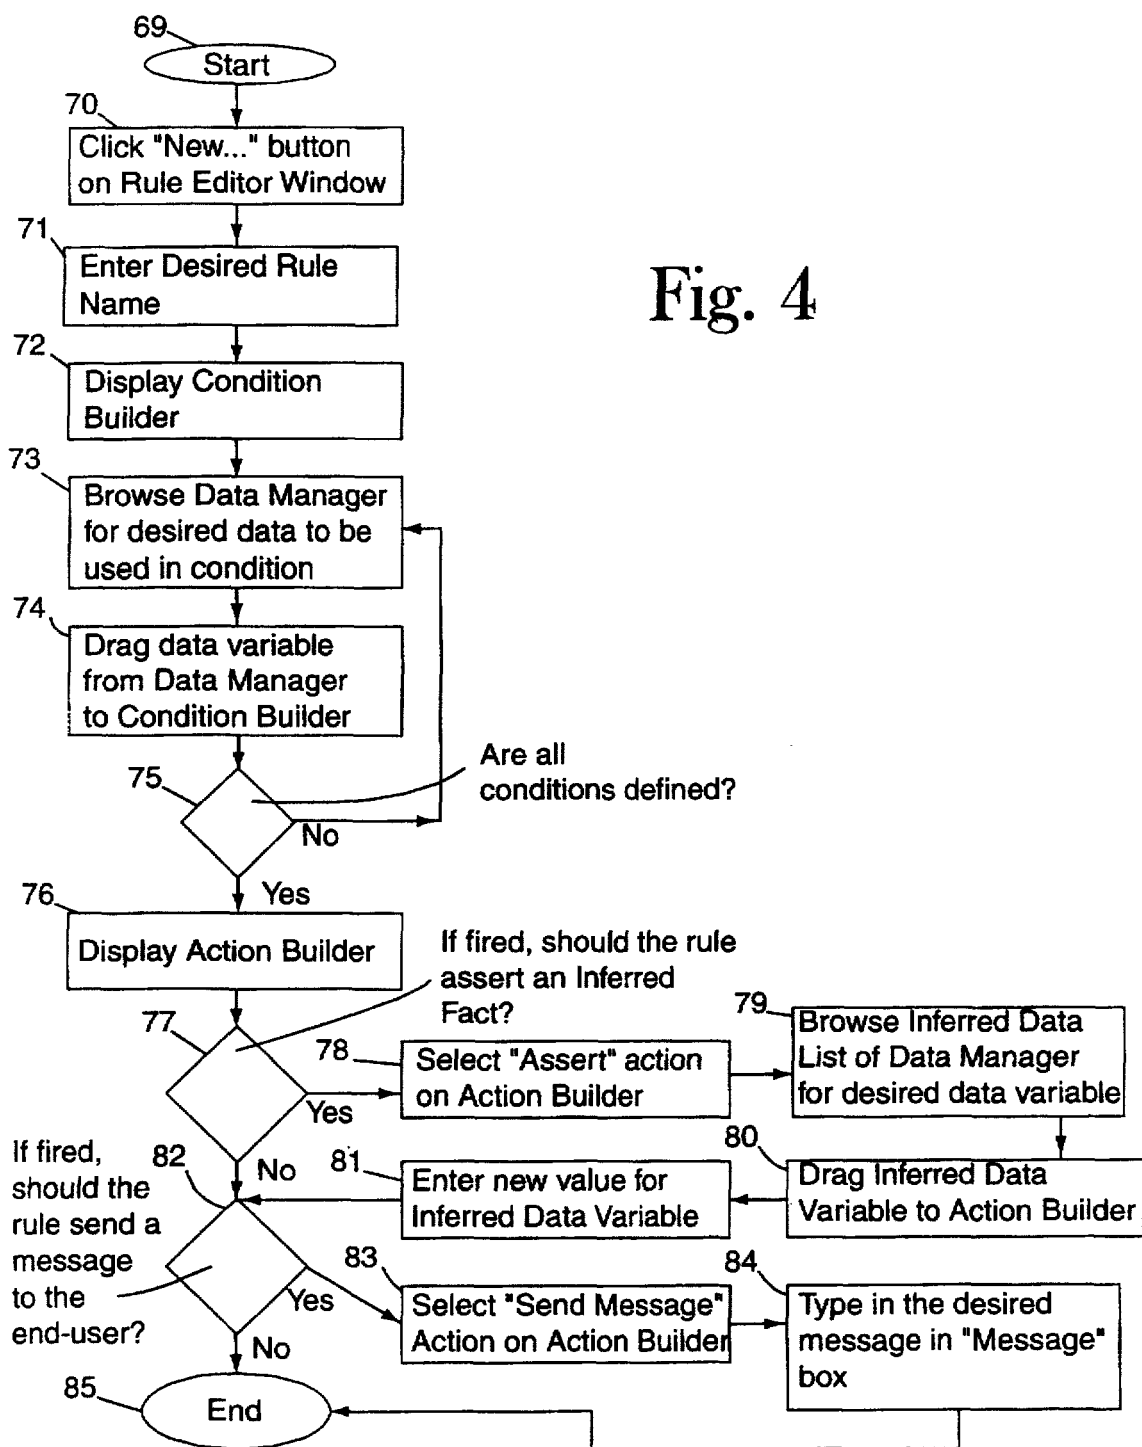 69
Start
70
Click "New..." button
on Rule Editor Window
71
Enter Desired Rule
Name
Fig. 4
72
Display Condition
Builder
73
Browse Data Manager
for desired data to be
used in condition
74
Drag data variable
from Data Manager
to Condition Builder
75
Are all
conditions defined?
No
Yes
76
Display Action Builder
If fired, should the rule
assert an Inferred
Fact?
77
Yes
No
78
Select "Assert" action
on Action Builder
79
Browse Inferred Data
List of Data Manager
for desired data variable
80
Drag Inferred Data
Variable to Action Builder
81
Enter new value for
Inferred Data Variable
82
If fired,
should the
rule send a
message
to the
end-user?
Yes
No
83
Select "Send Message"
Action on Action Builder
84
Type in the desired
message in "Message"
box
85
End